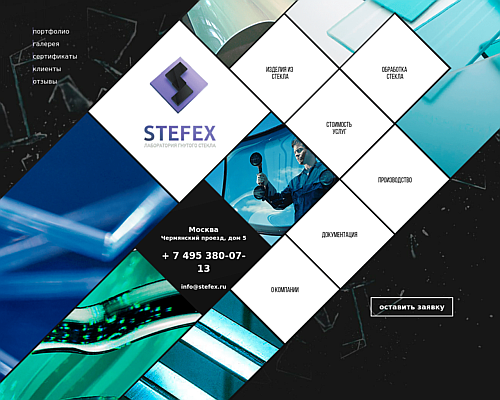 портфолио
галерея
сертификаты
клиенты
отзывы
ИЗДЕЛИЯ ИЗ
СТЕКЛА
ОБРАБОТКА
СТЕКЛА
STEFEX
ЛАБОРАТОРИЯ ГНУТОГО СТЕКЛА
СТОИМОСТЬ
УСЛУГ
ПРОИЗВОДСТВО
Москва
Чермянский проезд, дом 5
+ 7 495 380-07-
13
info@stefex.ru
ДОКУМЕНТАЦИЯ
О КОМПАНИИ
оставить заявку